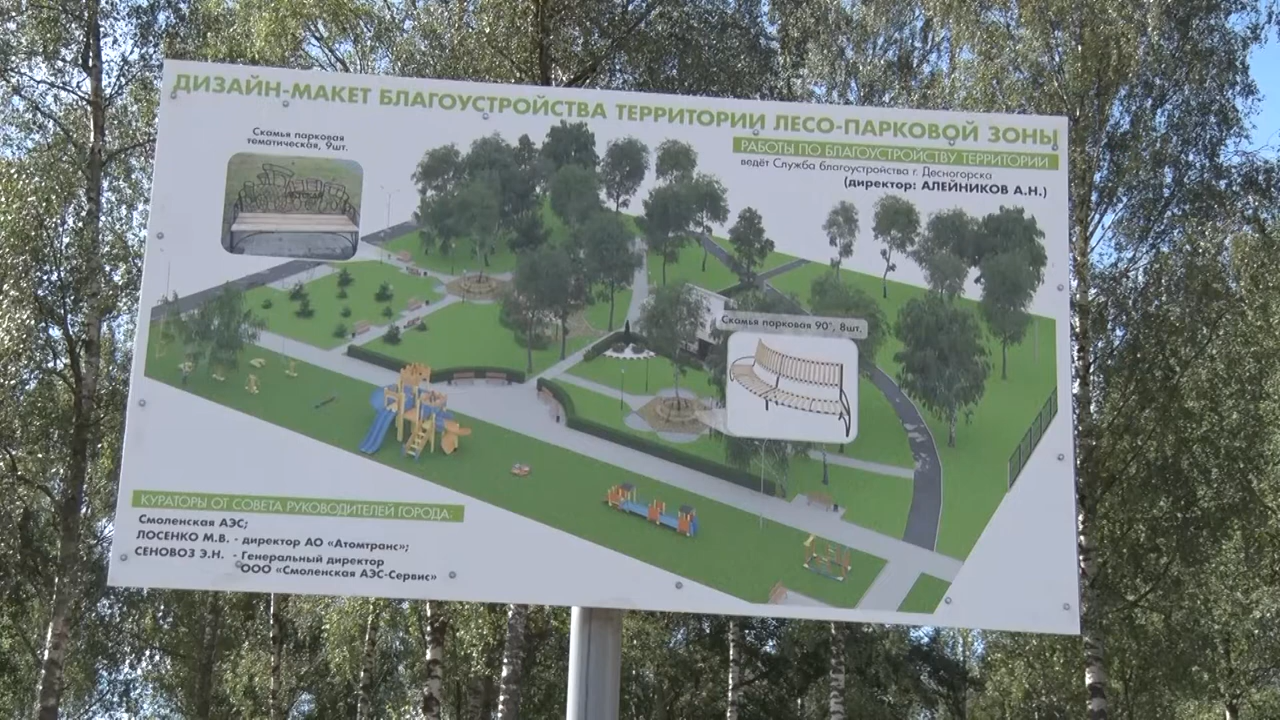 ДИЗАЙН-МАКЕТ БЛАГОУСТРОЙСТВА ТЕРРИТОРИИ ЛЕСО-ПАРКОВОЙ ЗОНЫ
РАБОТЫ ПО БЛАГОУСТРОЙСТВУ ТЕРРИТОРИИ
ведёт Служба благоустройства г. Десногорска
(директор: АЛЕЙНИКОВ А.Н.)
Скамья парковая
тематическая, 9шт.
Скамья парковая 90°, 8шт.
КУРАТОРЫ ОТ СОВЕТА РУКОВОДИТЕЛЕЙ ГОРОДА:
Смоленская АЭС;
ЛОСЕНКО М.В. - директор АО «Атомтранс»;
СЕНОВОЗ Э.Н. - Генеральный директор
ООО «Смоленская АЭС-Сервис»